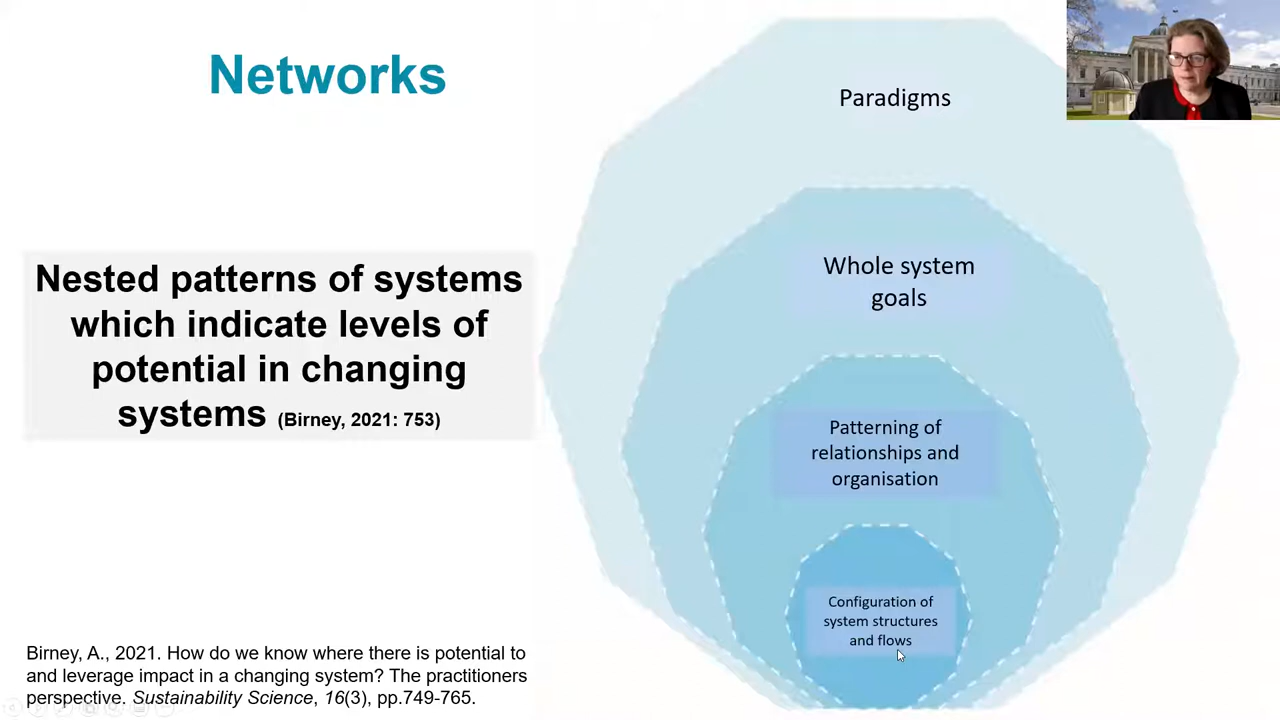 Networks
Nested patterns of systems
which indicate levels of
potential in changing
systems (Birney, 2021: 753)
Birney, A., 2021. How do we know where there is potential to
and leverage impact in a changing system? The practitioners
perspective. Sustainability Science, 16(3), pp.749-765.
Paradigms
Whole system
goals
Patterning of
relationships and
organisation
Configuration of
system structures
and flows